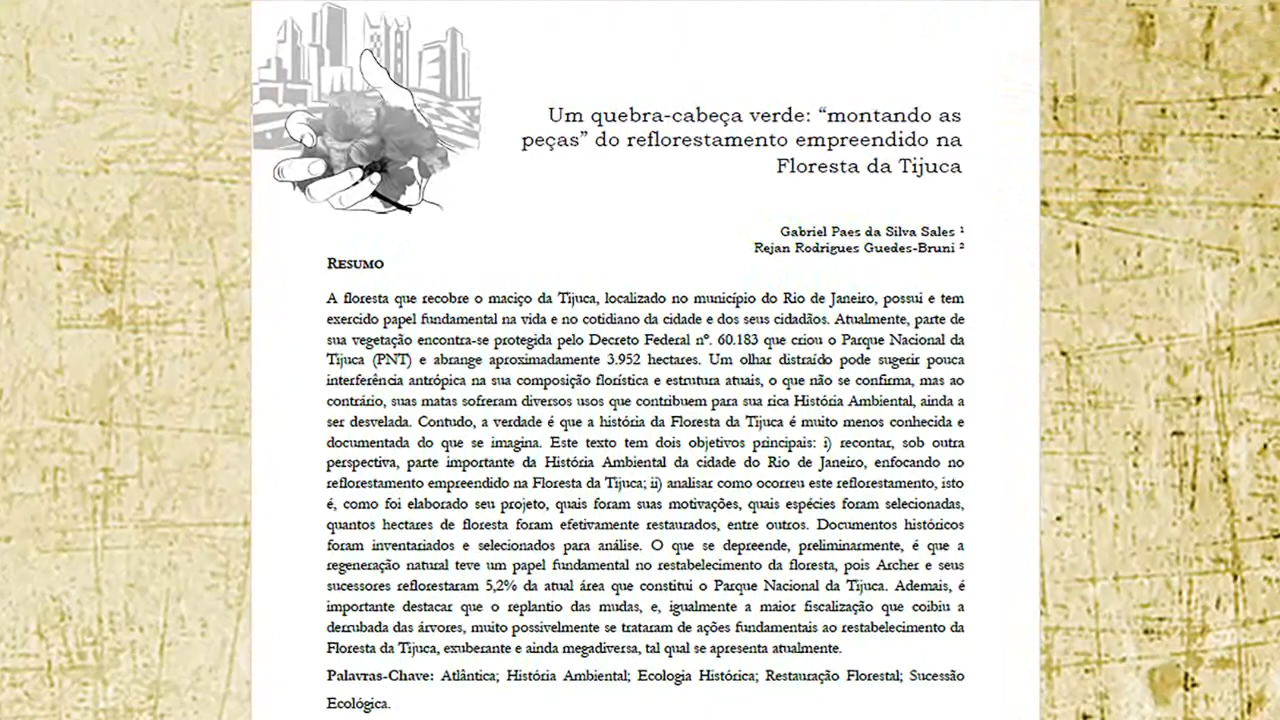 Um quebra-cabeça verde: “montando as
peças” do reflorestamento empreendido na
Floresta da Tijuca
Gabriel Paes da Silva Sales ¹
Rejan Rodrigues Guedes-Bruni ²
RESUMO
A floresta que recobre o maciço da Tijuca, localizado no município do Rio de Janeiro, possui e tem
exercido papel fundamental na vida e no cotidiano da cidade e dos seus cidadãos. Atualmente, parte de
sua vegetação encontra-se protegida pelo Decreto Federal nº. 60.183 que criou o Parque Nacional da
Tijuca (PNT) e abrange aproximadamente 3.952 hectares. Um olhar distraído pode sugerir pouca
interferência antrópica na sua composição florística e estrutura atuais, o que não se confirma, mas ao
contrário, suas matas sofreram diversos usos que contribuem para sua rica História Ambiental, ainda a
ser desvelada. Contudo, a verdade é que a história da Floresta da Tijuca é muito menos conhecida e
documentada do que se imagina. Este texto tem dois objetivos principais: i) recontar, sob outra
perspectiva, parte importante da História Ambiental da cidade do Rio de Janeiro, enfocando no
reflorestamento empreendido na Floresta da Tijuca; ii) analisar como ocorreu este reflorestamento, isto
é, como foi elaborado seu projeto, quais foram suas motivações, quais espécies foram selecionadas,
quantos hectares de floresta foram efetivamente restaurados, entre outros. Documentos históricos
foram inventariados e selecionados para análise. O que se depreende, preliminarmente, é que a
regeneração natural teve um papel fundamental no restabelecimento da floresta, pois Archer e seus
sucessores reflorestaram 5,2% da atual área que constitui o Parque Nacional da Tijuca. Ademais, é
importante destacar que o replantio das mudas, e, igualmente a maior fiscalização que coibiu a
derrubada das árvores, muito possivelmente se trataram de ações fundamentais ao restabelecimento da
Floresta da Tijuca, exuberante e ainda megadiversa, tal qual se apresenta atualmente.
Palavras-Chave: Atlântica; História Ambiental; Ecologia Histórica; Restauração Florestal; Sucessão
Ecológica.